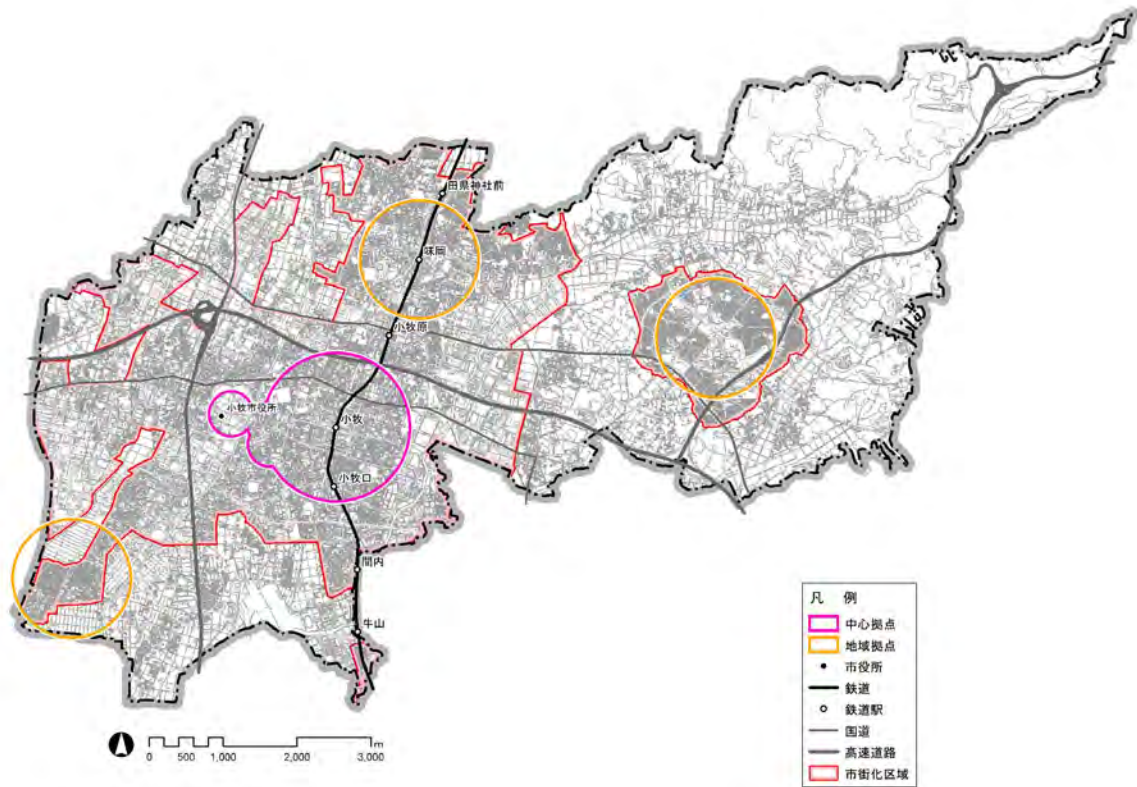 田県神社前
味岡
小牧原
小牧市役所
小牧
小牧口
間内
牛山
凡 例
中心拠点
地域拠点
市役所
鉄道
鉄道駅
国道
高速道路
市街化区域
0 500 1,000 2,000 3,000 m